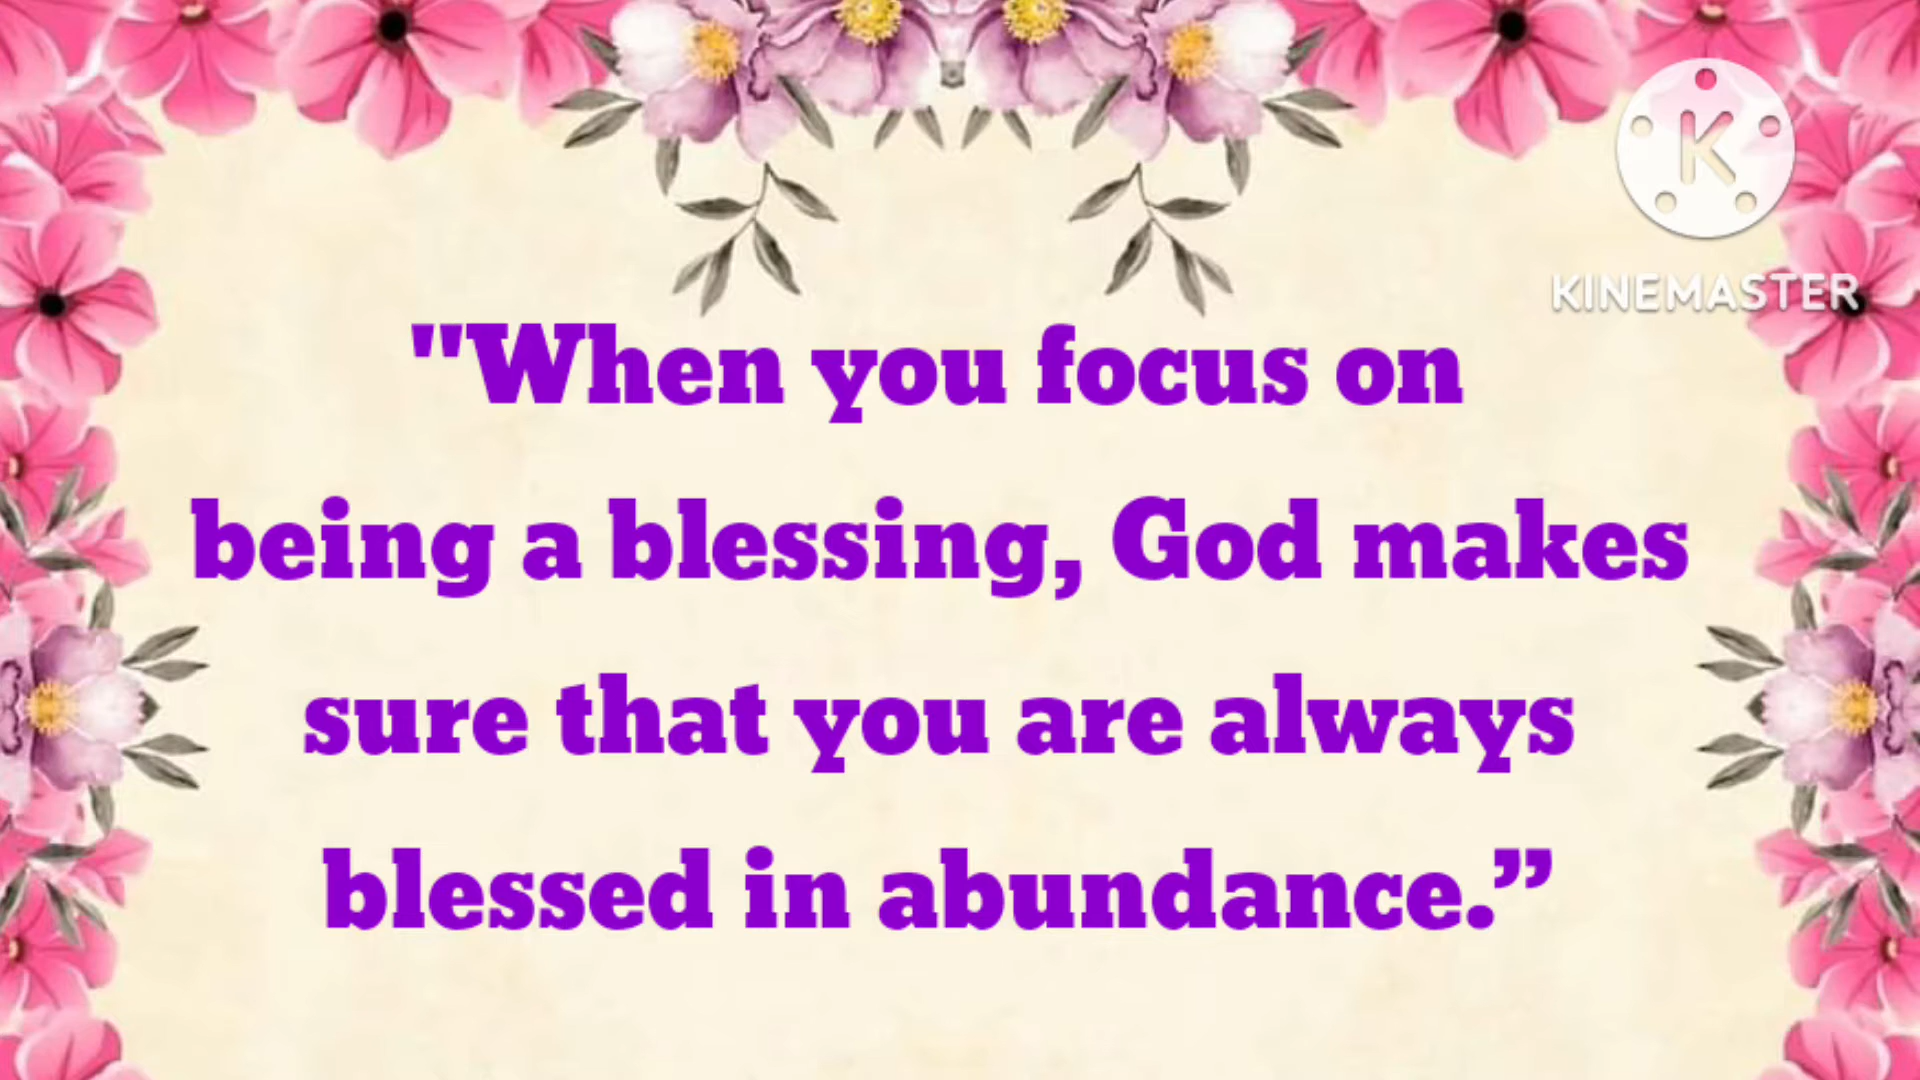 K
KINEMASTER
"When you focus on
being a blessing, God makes
sure that you are always
blessed in abundance.”